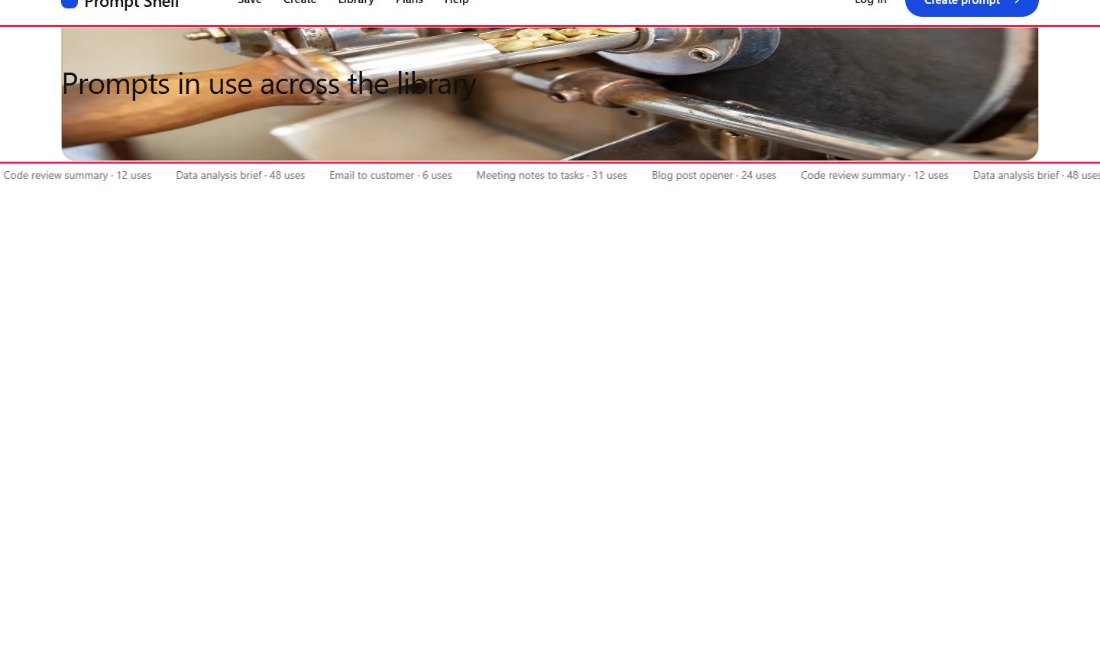 Prompt Shell Save Create Library Plans Help Log in Create prompt
Prompts in use across the library
Code review summary · 12 uses Data analysis brief · 48 uses Email to customer · 6 uses Meeting notes to tasks · 31 uses Blog post opener · 24 uses Code review summary · 12 uses Data analysis brief · 48 uses